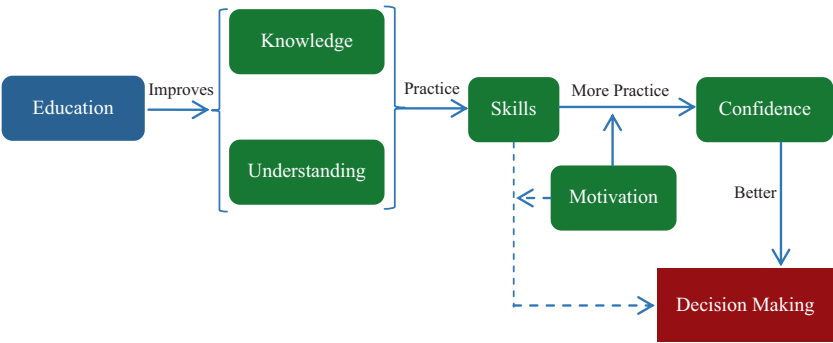 Knowledge
Improves
Education
Understanding
Practice
Skills
More Practice
Confidence
Motivation
Better
Decision Making